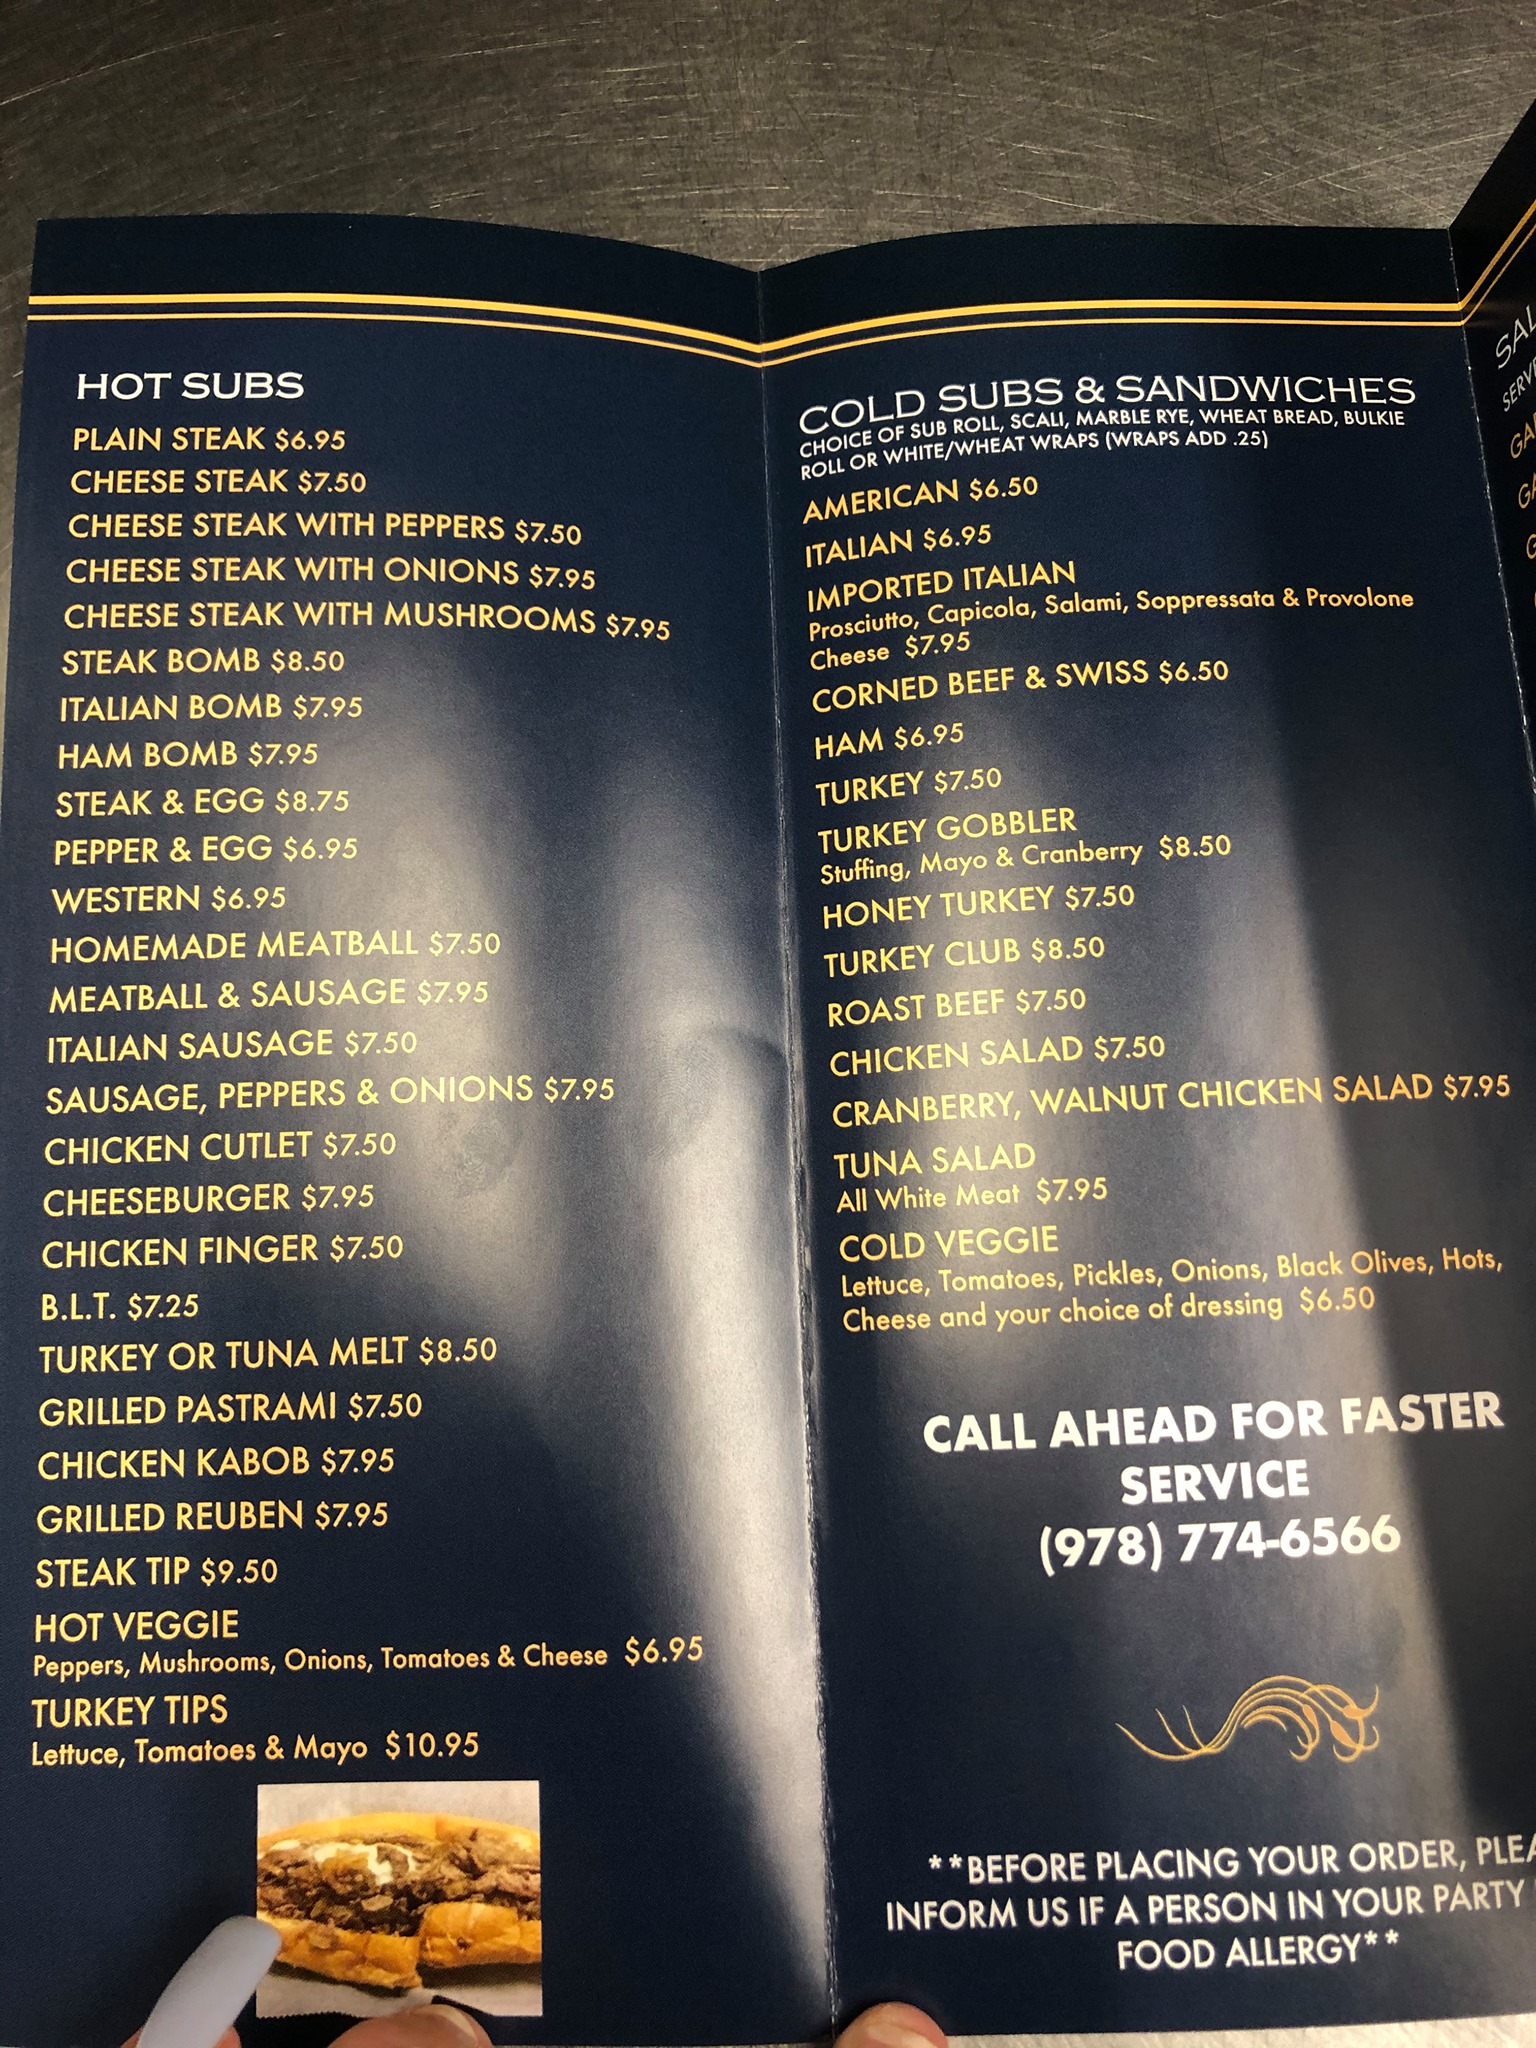 HOT SUBS
PLAIN STEAK $6.95
CHEESE STEAK $7.50
CHEESE STEAK WITH PEPPERS $7.50
CHEESE STEAK WITH ONIONS $7.95
CHEESE STEAK WITH MUSHROOMS $7.95
STEAK BOMB $8.50
ITALIAN BOMB $7.95
HAM BOMB $7.95
STEAK & EGG $8.75
PEPPER & EGG $6.95
WESTERN $6.95
HOMEMADE MEATBALL $7.50
MEATBALL & SAUSAGE $7.95
ITALIAN SAUSAGE $7.50
SAUSAGE, PEPPERS & ONIONS $7.95
CHICKEN CUTLET $7.50
CHEESEBURGER $7.95
CHICKEN FINGER $7.50
B.L.T. $7.25
TURKEY OR TUNA MELT $8.50
GRILLED PASTRAMI $7.50
CHICKEN KABOB $7.95
GRILLED REUBEN $7.95
STEAK TIP $9.50
HOT VEGGIE
Peppers, Mushrooms, Onions, Tomatoes & Cheese $6.95
TURKEY TIPS
Lettuce, Tomatoes & Mayo $10.95
COLD SUBS & SANDWICHES
CHOICE OF SUB ROLL, SCALI, MARBLE RYE, WHEAT BREAD, BULKIE
ROLL OR WHITE/WHEAT WRAPS (WRAPS ADD .25)
AMERICAN $6.50
ITALIAN $6.95
IMPORTED ITALIAN
Prosciutto, Capicola, Salami, Soppressata & Provolone
Cheese $7.95
CORNED BEEF & SWISS $6.50
HAM $6.95
TURKEY $7.50
TURKEY GOBBLER
Stuffing, Mayo & Cranberry $8.50
HONEY TURKEY $7.50
TURKEY CLUB $8.50
ROAST BEEF $7.50
CHICKEN SALAD $7.50
CRANBERRY, WALNUT CHICKEN SALAD $7.95
TUNA SALAD
All White Meat $7.95
COLD VEGGIE
Lettuce, Tomatoes, Pickles, Onions, Black Olives, Hots,
Cheese and your choice of dressing $6.50
CALL AHEAD FOR FASTER
SERVICE
(978) 774-6566
**BEFORE PLACING YOUR ORDER, PLEA
INFORM US IF A PERSON IN YOUR PARTY
FOOD ALLERGY**